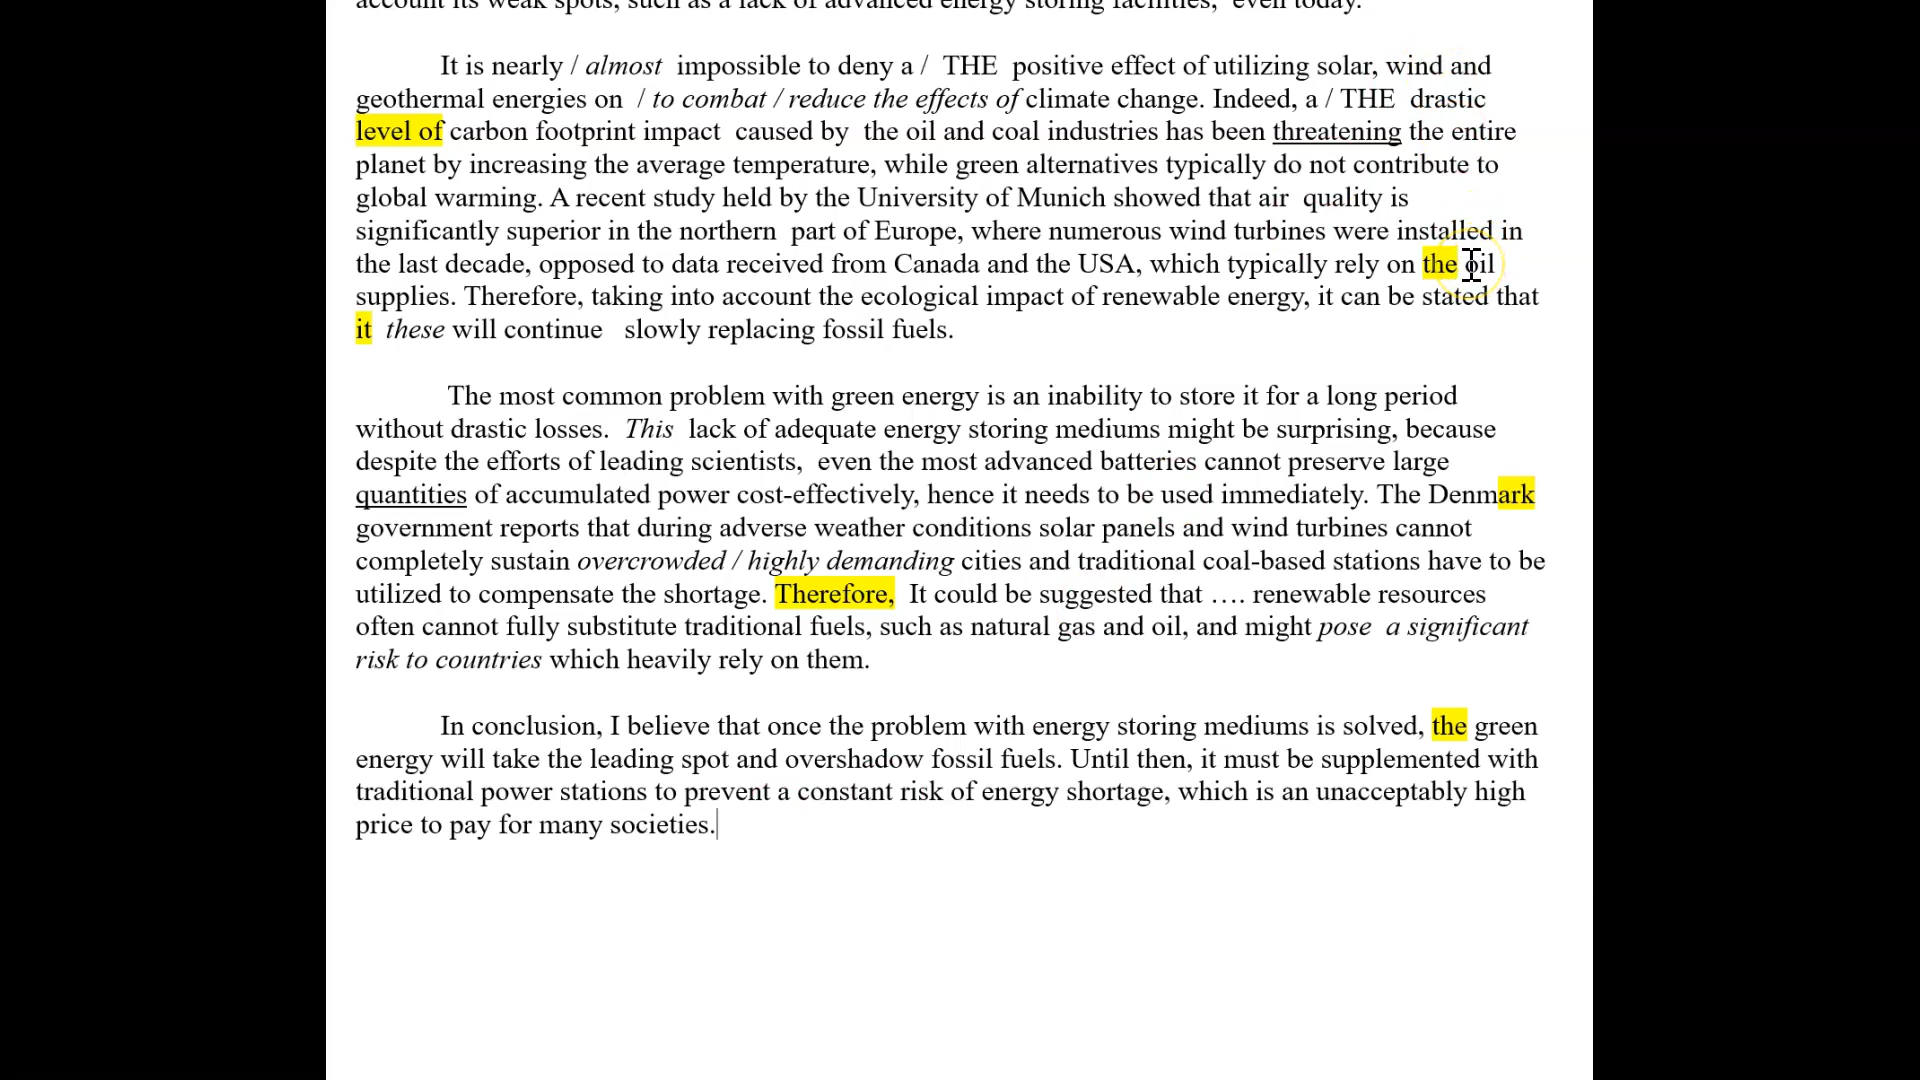 account its weak spots, such as a lack of advanced energy storing facilities, even today.
It is nearly / almost impossible to deny a / THE positive effect of utilizing solar, wind and
geothermal energies on / to combat / reduce the effects of climate change. Indeed, a / THE drastic
level of carbon footprint impact caused by the oil and coal industries has been threatening the entire
planet by increasing the average temperature, while green alternatives typically do not contribute to
global warming. A recent study held by the University of Munich showed that air quality is
significantly superior in the northern part of Europe, where numerous wind turbines were installed in
the last decade, opposed to data received from Canada and the USA, which typically rely on the oil
supplies. Therefore, taking into account the ecological impact of renewable energy, it can be stated that
it these will continue slowly replacing fossil fuels.
The most common problem with green energy is an inability to store it for a long period
without drastic losses. This lack of adequate energy storing mediums might be surprising, because
despite the efforts of leading scientists, even the most advanced batteries cannot preserve large
quantities of accumulated power cost-effectively, hence it needs to be used immediately. The Denmark
government reports that during adverse weather conditions solar panels and wind turbines cannot
completely sustain overcrowded / highly demanding cities and traditional coal-based stations have to be
utilized to compensate the shortage. Therefore, It could be suggested that …. renewable resources
often cannot fully substitute traditional fuels, such as natural gas and oil, and might pose a significant
risk to countries which heavily rely on them.
In conclusion, I believe that once the problem with energy storing mediums is solved, the green
energy will take the leading spot and overshadow fossil fuels. Until then, it must be supplemented with
traditional power stations to prevent a constant risk of energy shortage, which is an unacceptably high
price to pay for many societies.